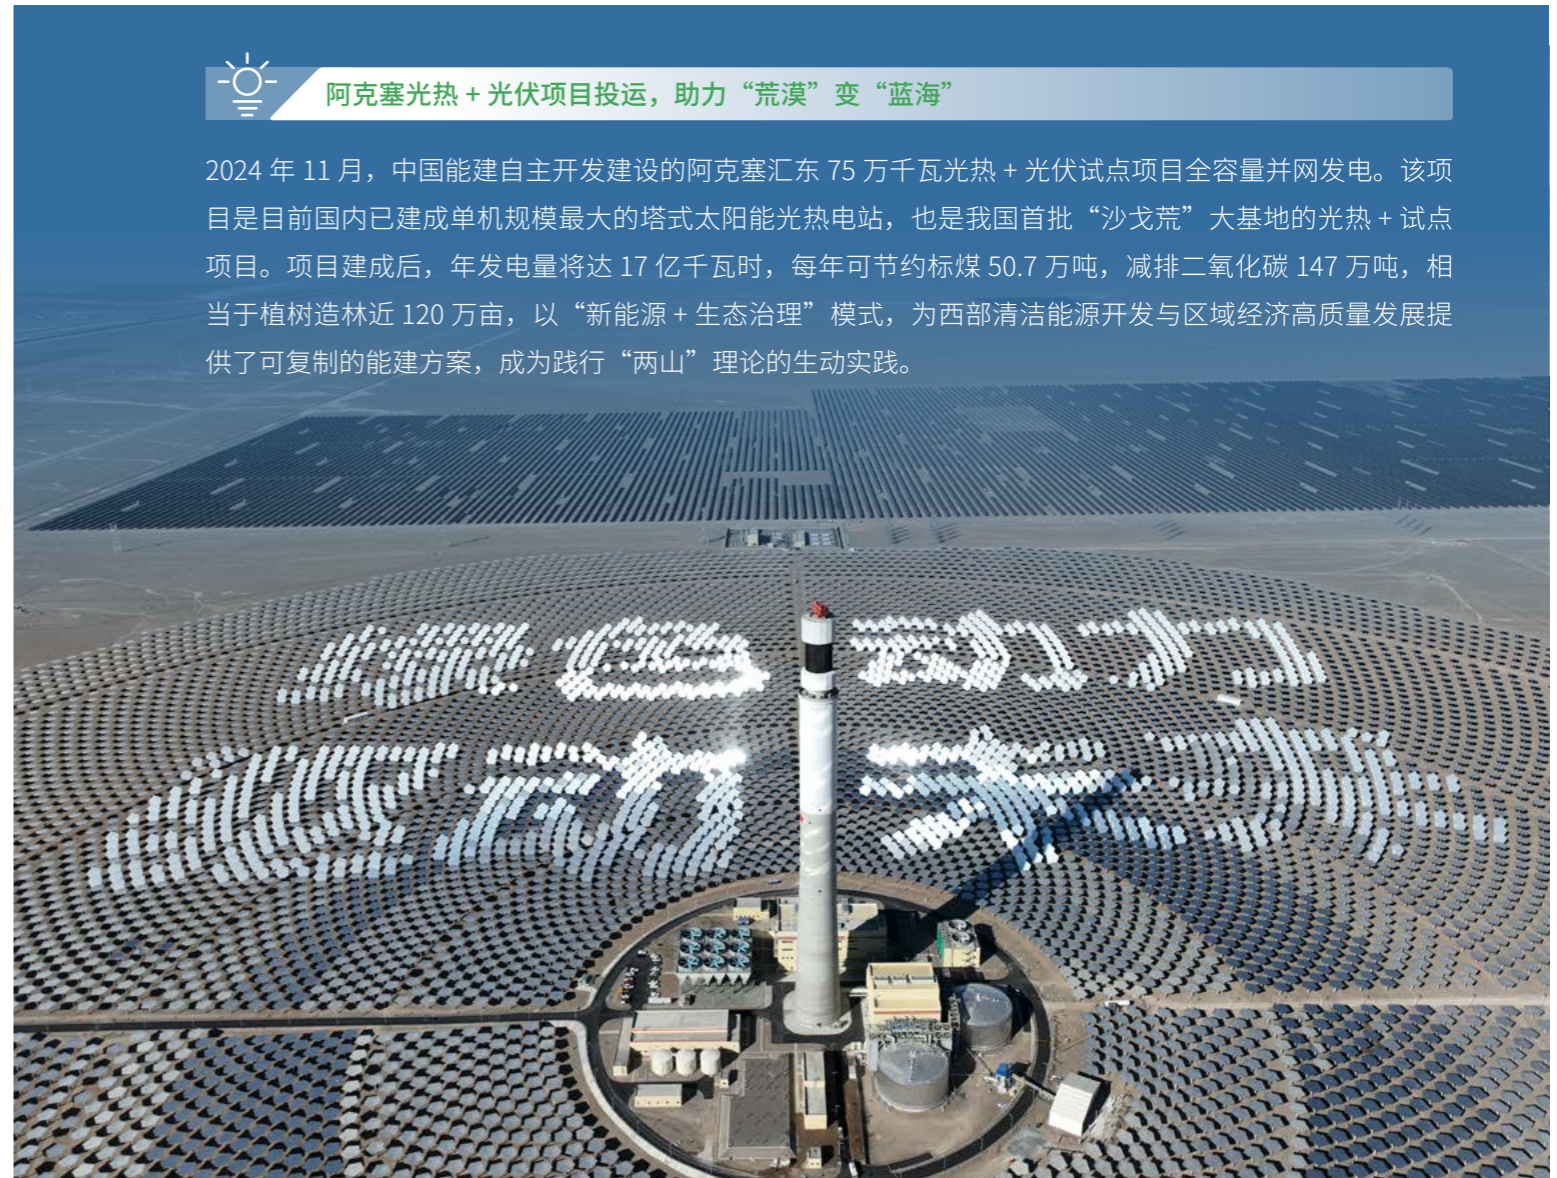 阿克塞光热 + 光伏项目投运，助力“荒漠”变“蓝海”
2024 年 11 月，中国能建自主开发建设的阿克塞汇东 75 万千瓦光热 + 光伏试点项目全容量并网发电。该项
目是目前国内已建成单机规模最大的塔式太阳能光热电站，也是我国首批“沙戈荒”大基地的光热 + 试点
项目。项目建成后，年发电量将达 17 亿千瓦时，每年可节约标煤 50.7 万吨，减排二氧化碳 147 万吨，相
当于植树造林近 120 万亩，以“新能源 + 生态治理”模式，为西部清洁能源开发与区域经济高质量发展提
供了可复制的能建方案，成为践行“两山”理论的生动实践。
绿色动力